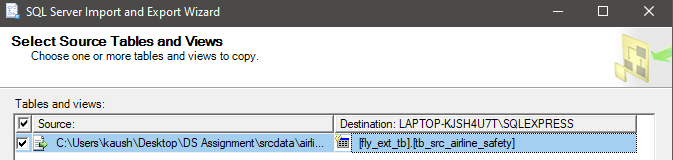 SQL Server Import and Export Wizard
Select Source Tables and Views
Choose one or more tables and views to copy.
Tables and views:
Source: Destination: LAPTOP-KJSH4U7T\SQLEXPRESS
C:\Users\kaush\Desktop\DS Assignment\srcdata\airli... [fly_ext_tb].[tb_src_airline_safety]